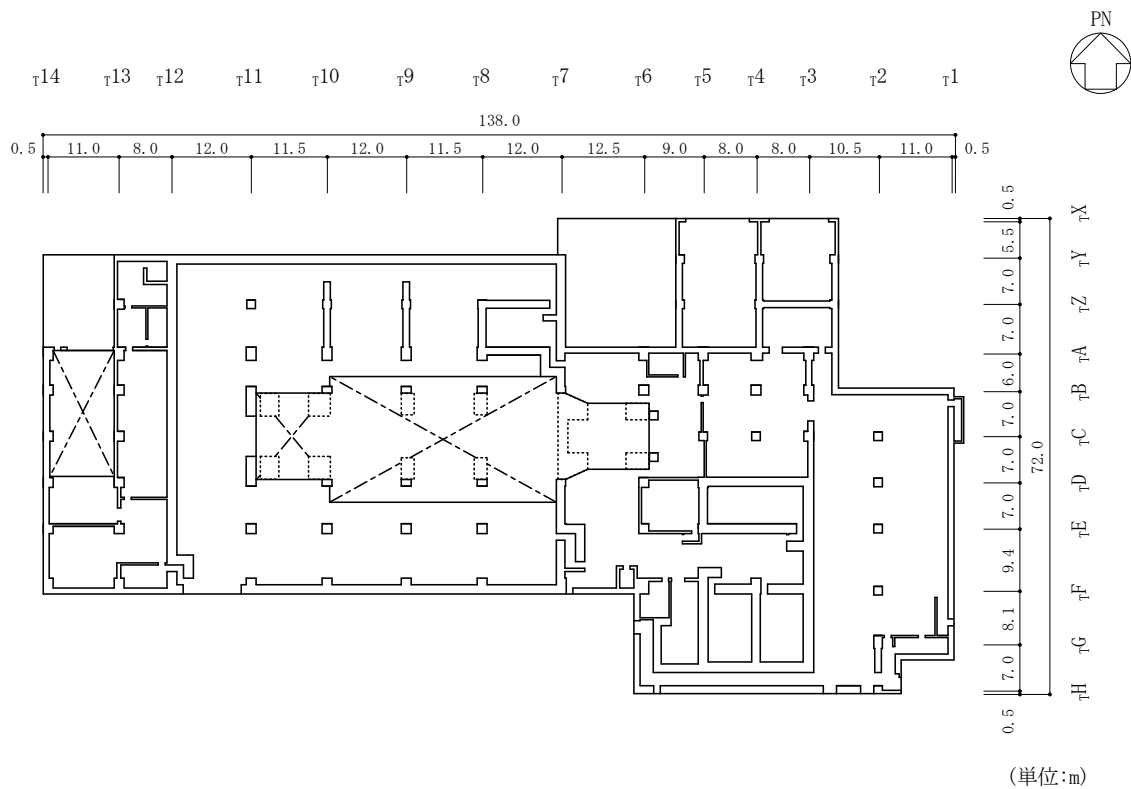 PN
T14 T13 T12 T11 T10 T9 T8 T7 T6 T5 T4 T3 T2 T1
138.0
0.5 11.0 8.0 12.0 11.5 12.0 11.5 12.0 12.5 9.0 8.0 8.0 10.5 11.0 0.5
0.5 TX
5.5
TY
7.0
TZ
7.0
TA
6.0
TB
7.0
TC
7.0 72.0
TD
7.0
TE
9.4
TF
8.1
TG
7.0
TH
0.5
(単位:m)